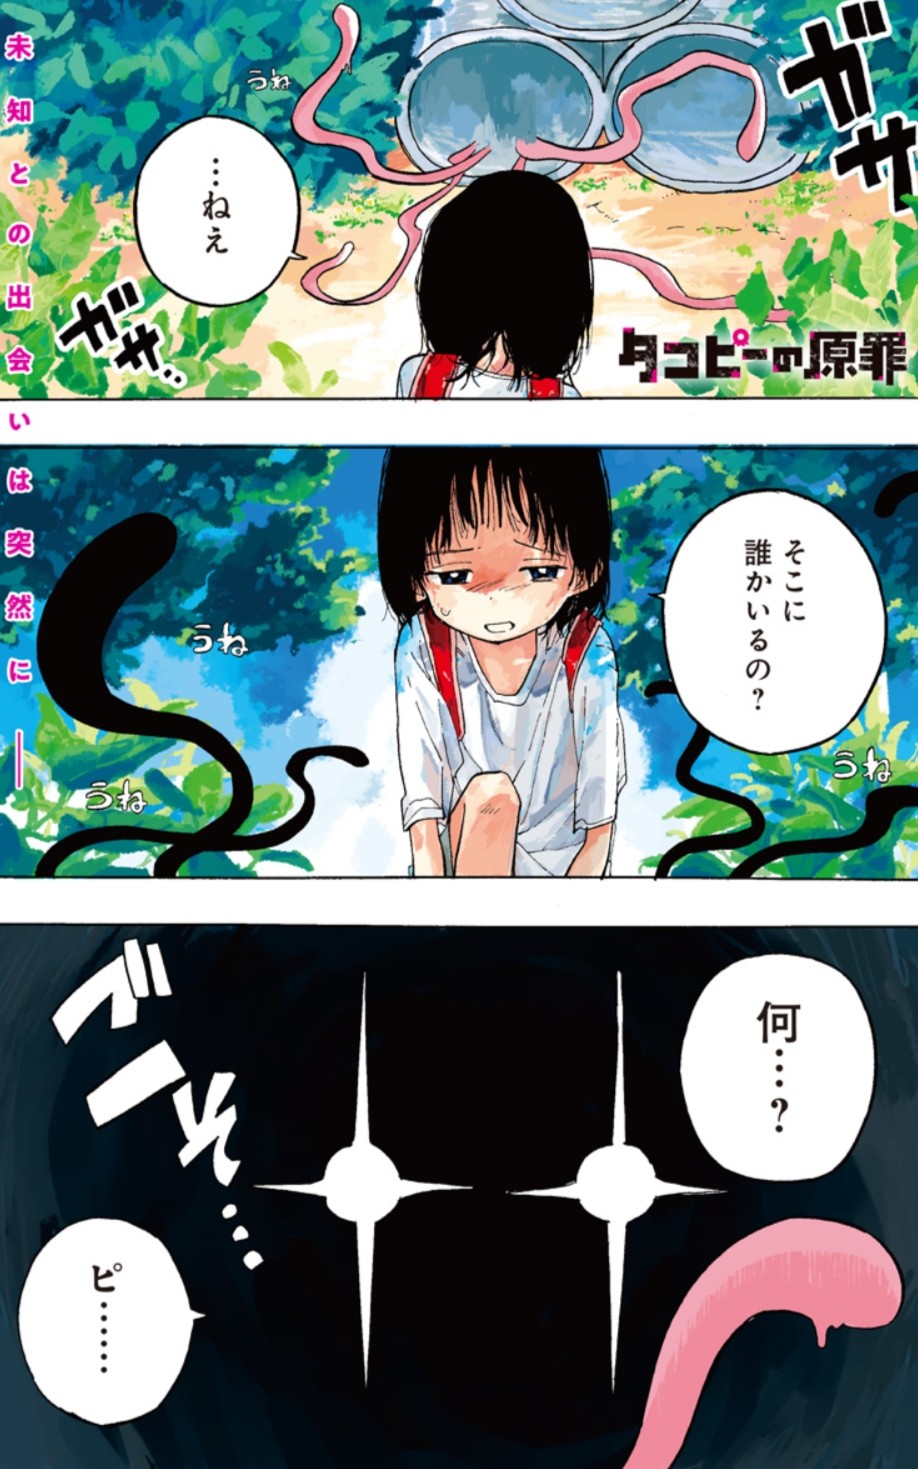 未知との出会いは突然に──
ガサ
うね
…ねえ
ガサ‥
タコピーの原罪
そこに
誰かいるの?
うね
うね
うね
何…?
ズズ
ピ……